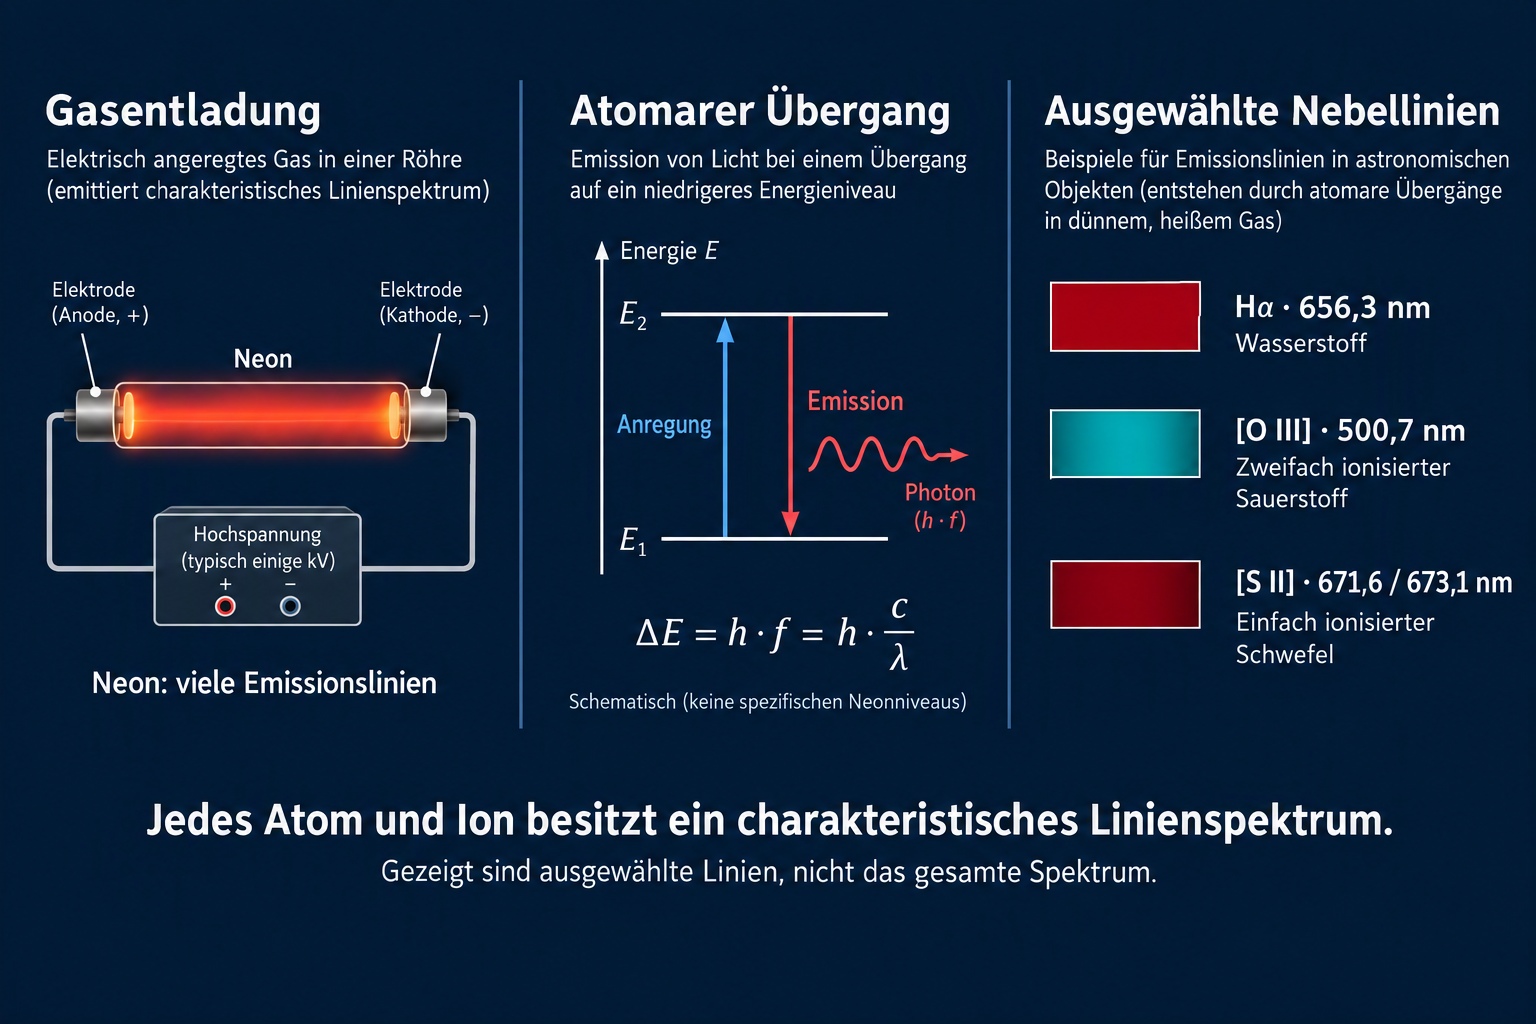 Gasentladung
Elektrisch angeregtes Gas in einer Röhre
(emittiert charakteristisches Linienspektrum)
Elektrode
(Anode, +)
Elektrode
(Kathode, −)
Neon
Hochspannung
(typisch einige kV)
+ −
Neon: viele Emissionslinien
Atomarer Übergang
Emission von Licht bei einem Übergang
auf ein niedrigeres Energieniveau
Energie E
E₂
Anregung
Emission
Photon
(h · f)
E₁
ΔE = h · f = h · c/λ
Schematisch (keine spezifischen Neonniveaus)
Ausgewählte Nebellinien
Beispiele für Emissionslinien in astronomischen
Objekten (entstehen durch atomare Übergänge
in dünnem, heißem Gas)
Hα · 656,3 nm
Wasserstoff
[O III] · 500,7 nm
Zweifach ionisierter
Sauerstoff
[S II] · 671,6 / 673,1 nm
Einfach ionisierter
Schwefel
Jedes Atom und Ion besitzt ein charakteristisches Linienspektrum.
Gezeigt sind ausgewählte Linien, nicht das gesamte Spektrum.